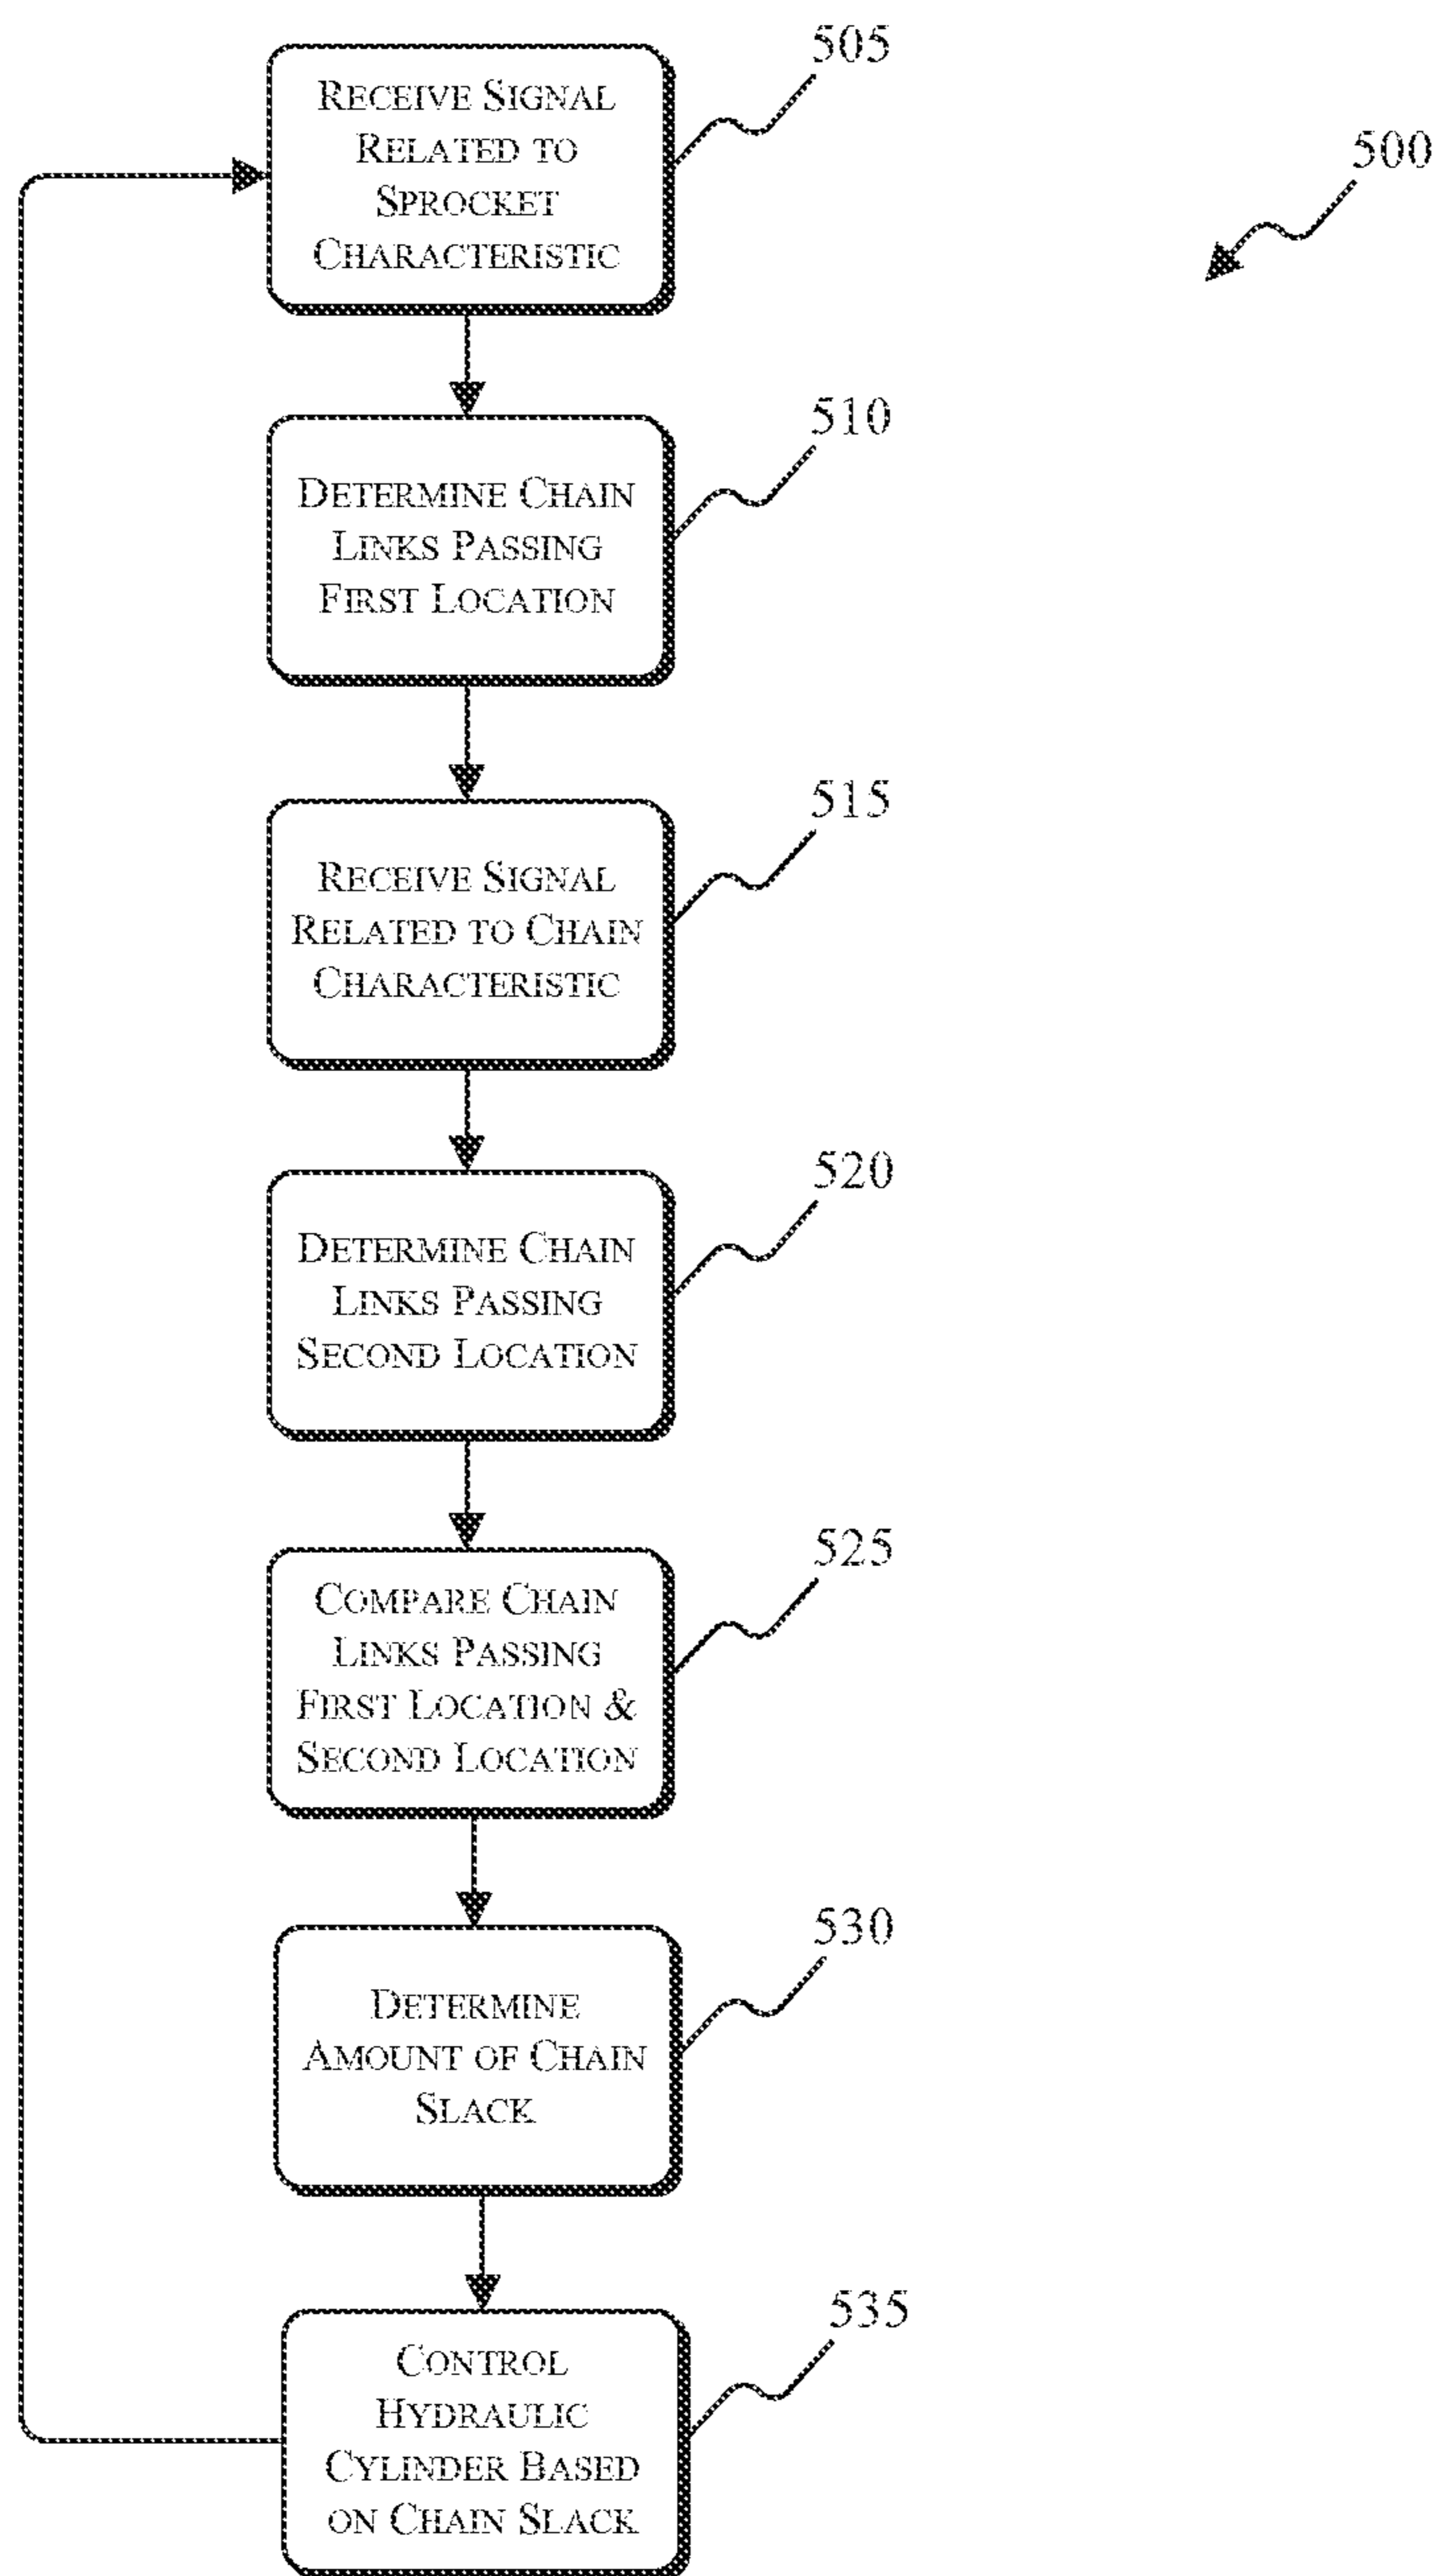 505
RECEIVE SIGNAL
RELATED TO
SPROCKET
CHARACTERISTIC
500
510
DETERMINE CHAIN
LINKS PASSING
FIRST LOCATION
515
RECEIVE SIGNAL
RELATED TO CHAIN
CHARACTERISTIC
520
DETERMINE CHAIN
LINKS PASSING
SECOND LOCATION
525
COMPARE CHAIN
LINKS PASSING
FIRST LOCATION &
SECOND LOCATION
530
DETERMINE
AMOUNT OF CHAIN
SLACK
535
CONTROL
HYDRAULIC
CYLINDER BASED
ON CHAIN SLACK